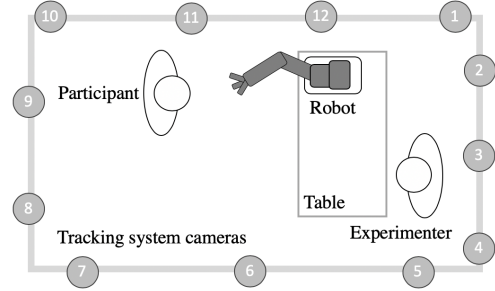 10
11
12
1
2
Participant
9
Robot
3
8
Table
Experimenter
Tracking system cameras
4
7
6
5